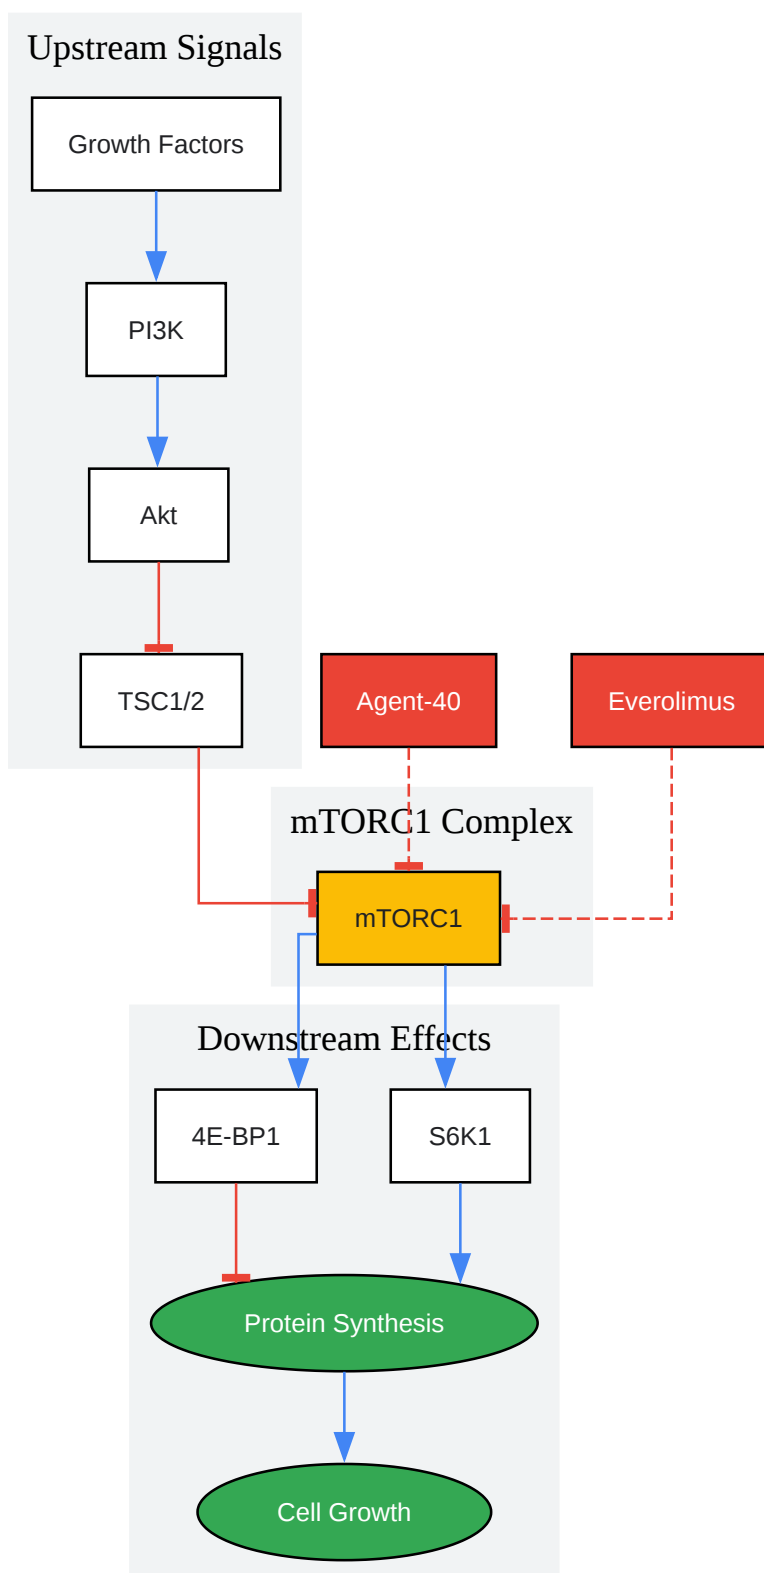 Upstream Signals
Growth Factors
PI3K
Akt
TSC1/2
Agent-40
Everolimus
mTORC1 Complex
mTORC1
Downstream Effects
4E-BP1
S6K1
Protein Synthesis
Cell Growth